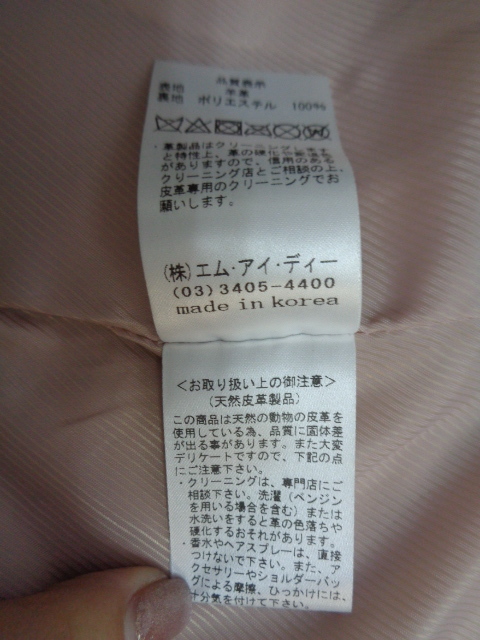 品質表示
表地 羊革
裏地 ポリエステル 100%
・革製品はクリーニングします
と特性上、革の硬化や
がありますので、信用のある
クリーニング店とご相談の上、
皮革専用のクリーニングでお
願いします。
(株)エム・アイ・ディー
(03)3405-4400
made in korea
<お取り扱い上の御注意>
(天然皮革製品)
この商品は天然の動物の皮革を
使用している為、品質に固体差
が出る事があります。また大変
デリケートですので、下記の点
にご注意下さい。
・クリーニングは、専門店にご
相談下さい。洗濯(ベンジン
を用いる場合を含む)または
水洗いをすると革の色落ちや
硬化するおそれがあります。
・香水やヘアスプレーは、直接
つけないで下さい。また、ア
クセサリーやショルダーバッ
グによる摩擦、ひっかけには、
十分気を付けて下さい。